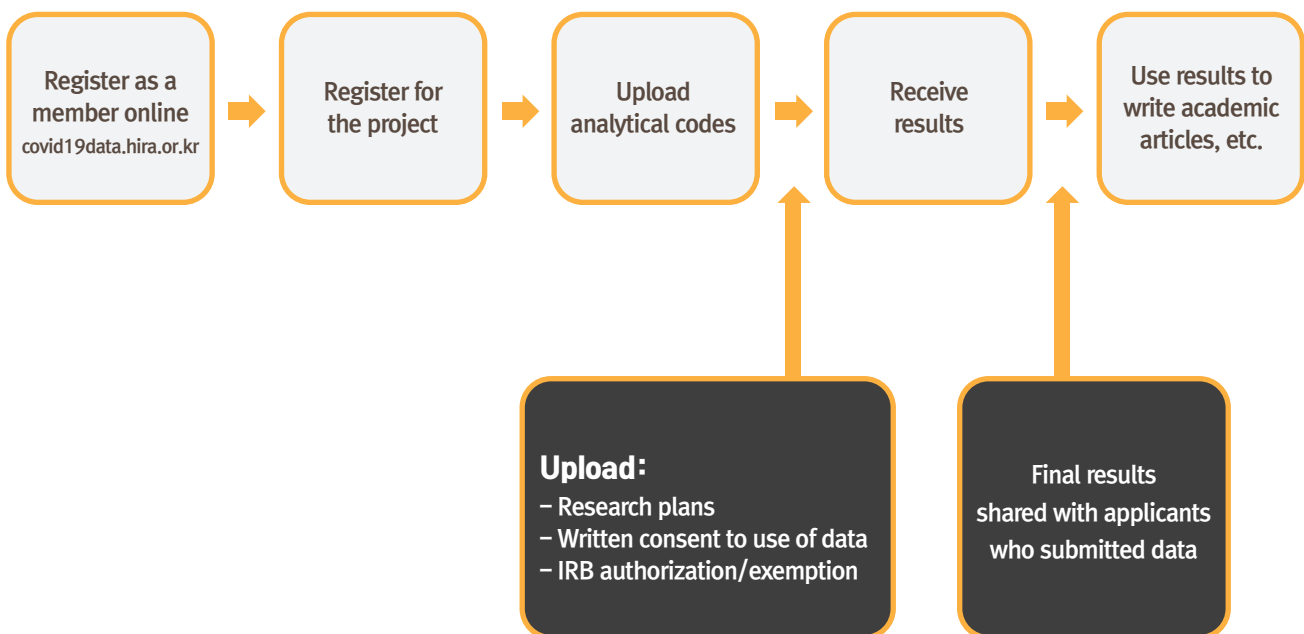 Register as a
member online
covid19data.hira.or.kr
Register for
the project
Upload
analytical codes
Receive
results
Use results to
write academic
articles, etc.
Upload:
– Research plans
– Written consent to use of data
– IRB authorization/exemption
Final results
shared with applicants
who submitted data